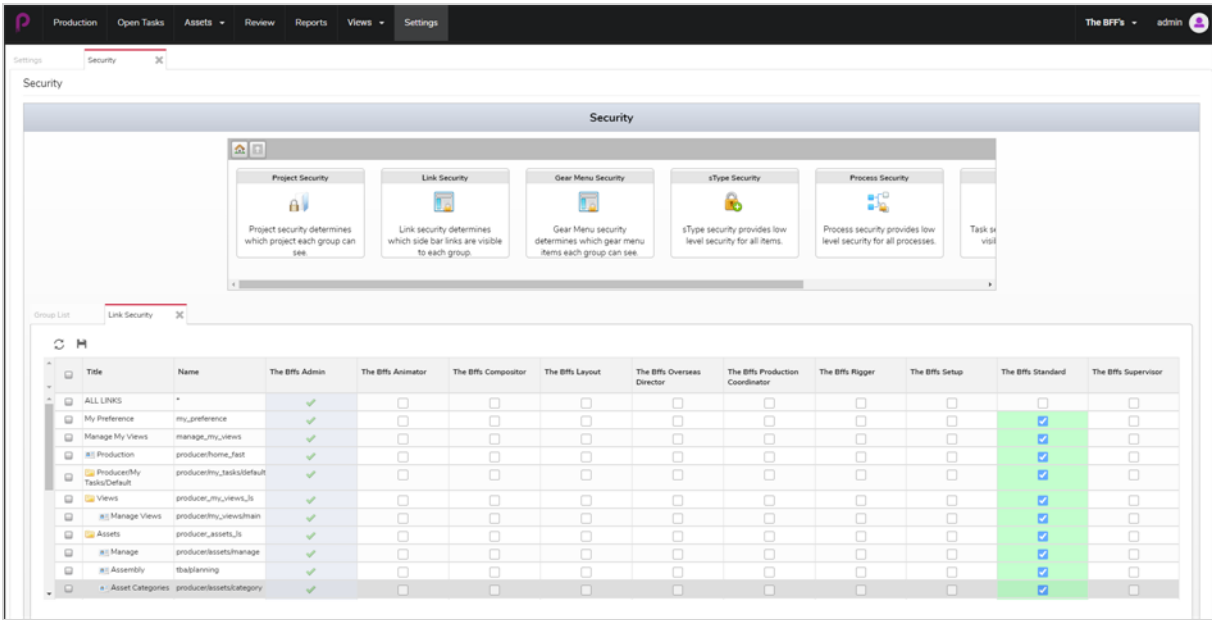 Production Open Tasks Assets Review Reports Views Settings The BFF's admin
Settings Security
Security
Security
Project Security Link Security Gear Menu Security sType Security Process Security
Project security determines which project each group can see.
Link security determines which side bar links are visible to each group.
Gear Menu security determines which gear menu items each group can see.
sType security provides low level security for all items.
Process security provides low level security for all processes.
Task
Group List Link Security
Title Name The Bffs Admin The Bffs Animator The Bffs Compositor The Bffs Layout The Bffs Overseas Director The Bffs Production Coordinator The Bffs Rigger The Bffs Setup The Bffs Standard The Bffs Supervisor
ALL LINKS *
My Preference my_preference
Manage My Views manage_my_views
Production producer/home_fast
Producer/My Tasks/Default producer/my_tasks/default
Views producer_my_views_ls
Manage Views producer/my_views/main
Assets producer_assets_ls
Manage producer/assets/manage
Assembly tba/planning
Asset Categories producer/assets/category